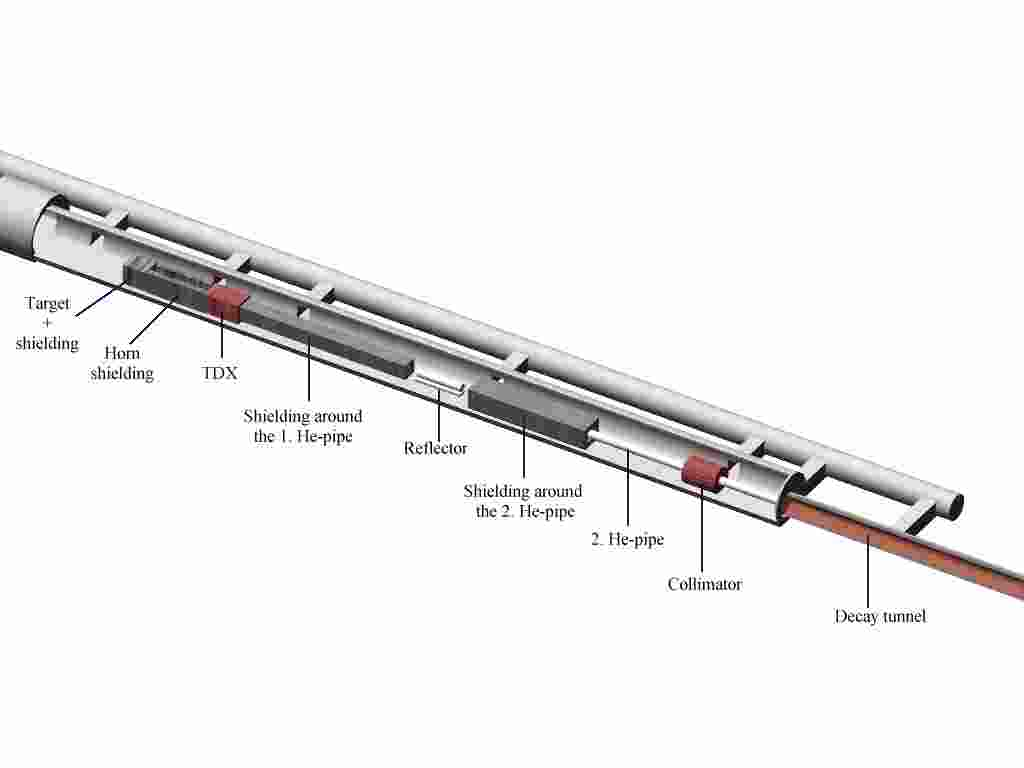 Target
+
shielding
Horn
shielding
TDX
Shielding around
the 1. He-pipe
Reflector
Shielding around
the 2. He-pipe
2. He-pipe
Collimator
Decay tunnel